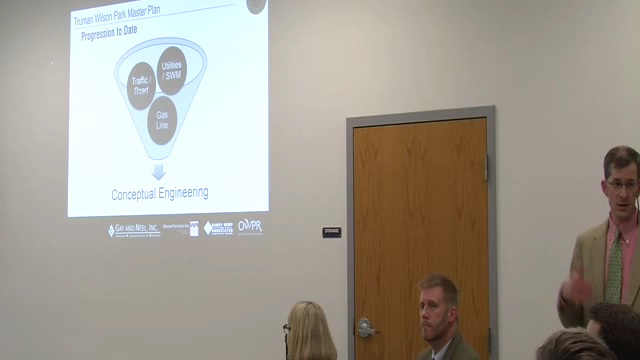 Truman Wilson Park Master Plan
Progression to Date
Traffic /
Road
Utilities
/ SWM
Gas
Line
Conceptual Engineering
GAY AND NEEL, INC.
OWPR
STORAGE